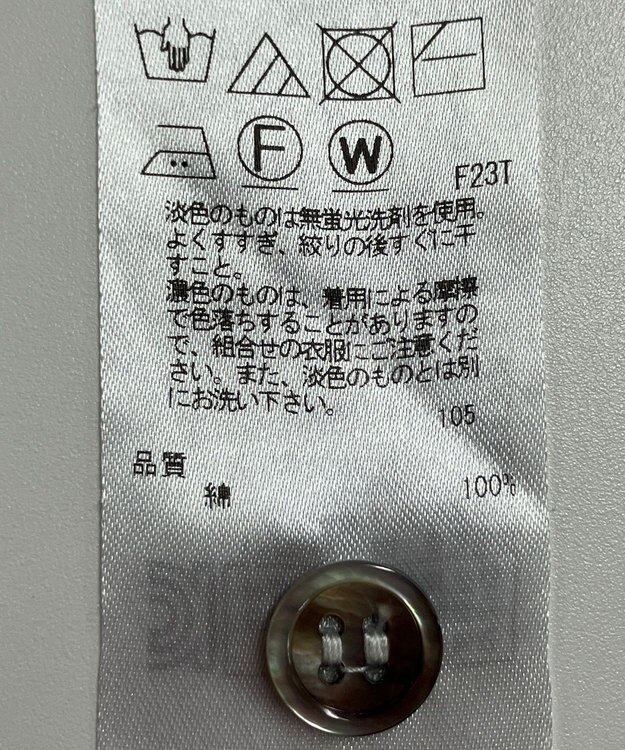 F W
F23T
淡色のものは無蛍光洗剤を使用。
よくすすぎ、絞りの後すぐに干
すこと。
濃色のものは、着用による摩擦
で色落ちすることがありますの
で、組合せの衣服にご注意くだ
さい。また、淡色のものとは別
にお洗い下さい。
105
品質
綿 100%